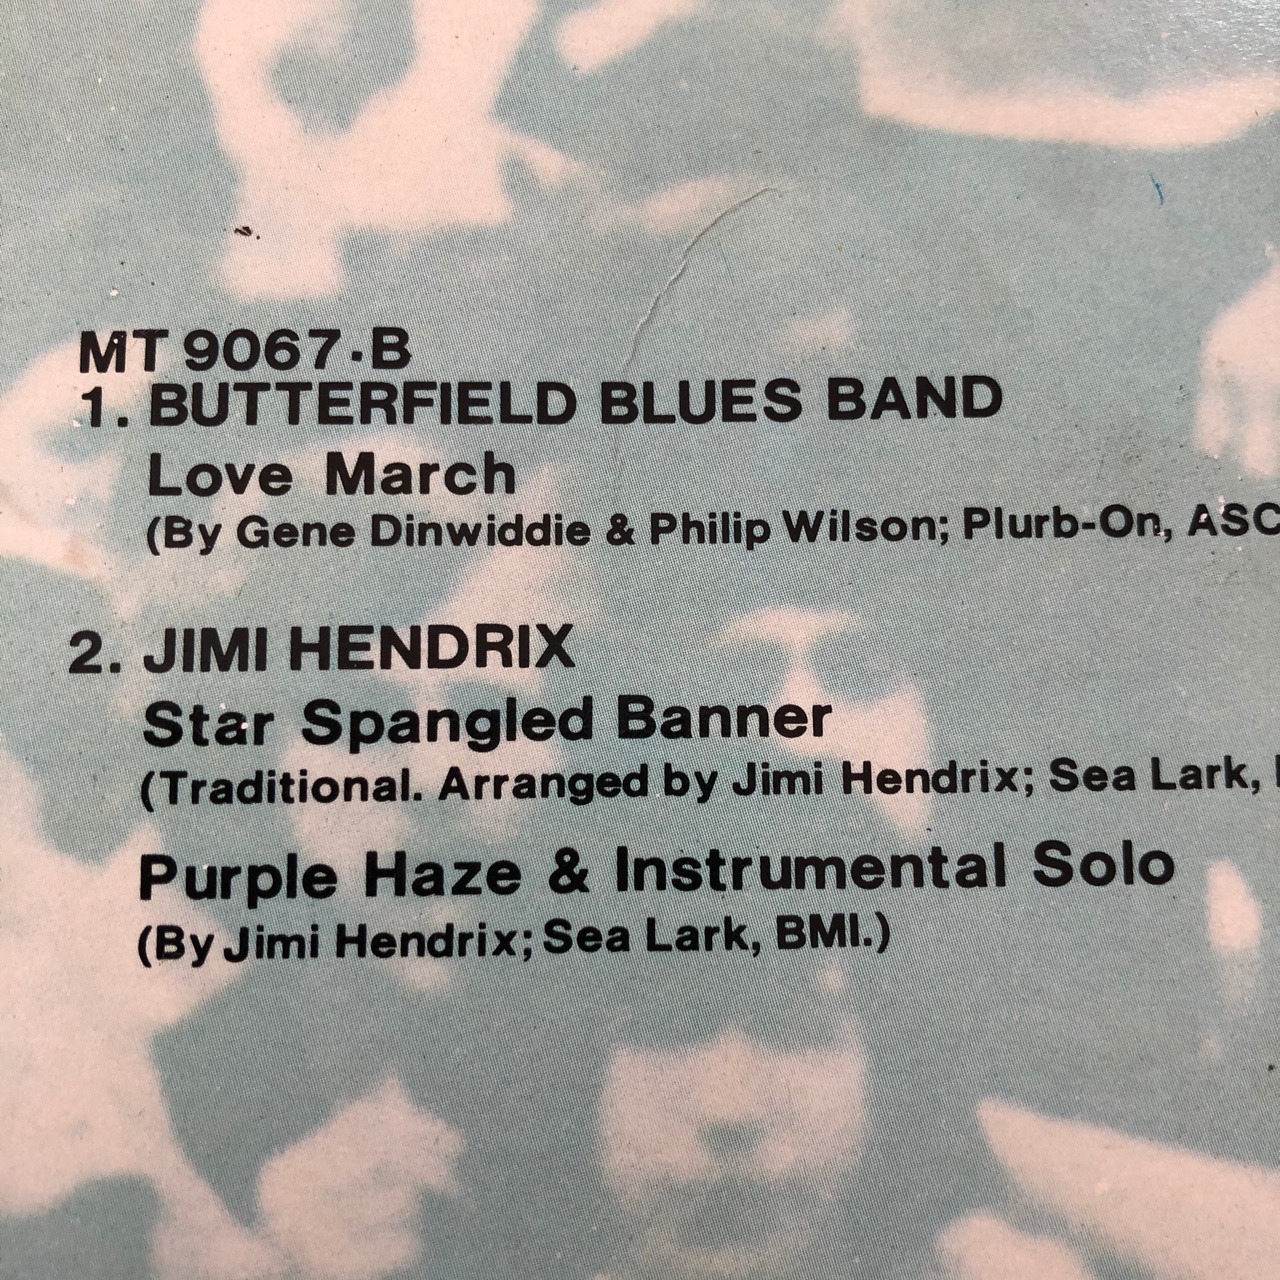 MT 9067·B
1. BUTTERFIELD BLUES BAND
Love March
(By Gene Dinwiddie & Philip Wilson; Plurb-On, ASC
2. JIMI HENDRIX
Star Spangled Banner
(Traditional. Arranged by Jimi Hendrix; Sea Lark,
Purple Haze & Instrumental Solo
(By Jimi Hendrix; Sea Lark, BMI.)